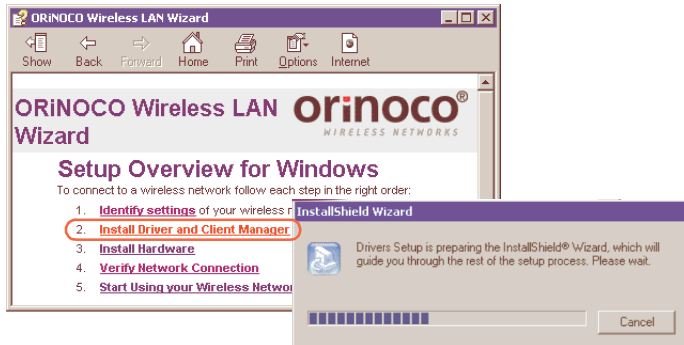 ORiNOCO Wireless LAN Wizard
Show Back Forward Home Print Options Internet
ORiNOCO Wireless LAN
Wizard
orinoco®
WIRELESS NETWORKS
Setup Overview for Windows
To connect to a wireless network follow each step in the right order:
1. Identify settings of your wireless
2. Install Driver and Client Manager
3. Install Hardware
4. Verify Network Connection
5. Start Using your Wireless
InstallShield Wizard
Drivers Setup is preparing the InstallShield® Wizard, which will
guide you through the rest of the setup process. Please wait.
Cancel